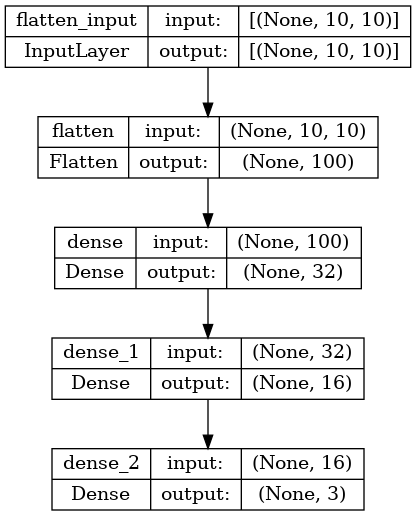 flatten_input input: [(None, 10, 10)]
InputLayer output: [(None, 10, 10)]
flatten input: (None, 10, 10)
Flatten output: (None, 100)
dense input: (None, 100)
Dense output: (None, 32)
dense_1 input: (None, 32)
Dense output: (None, 16)
dense_2 input: (None, 16)
Dense output: (None, 3)